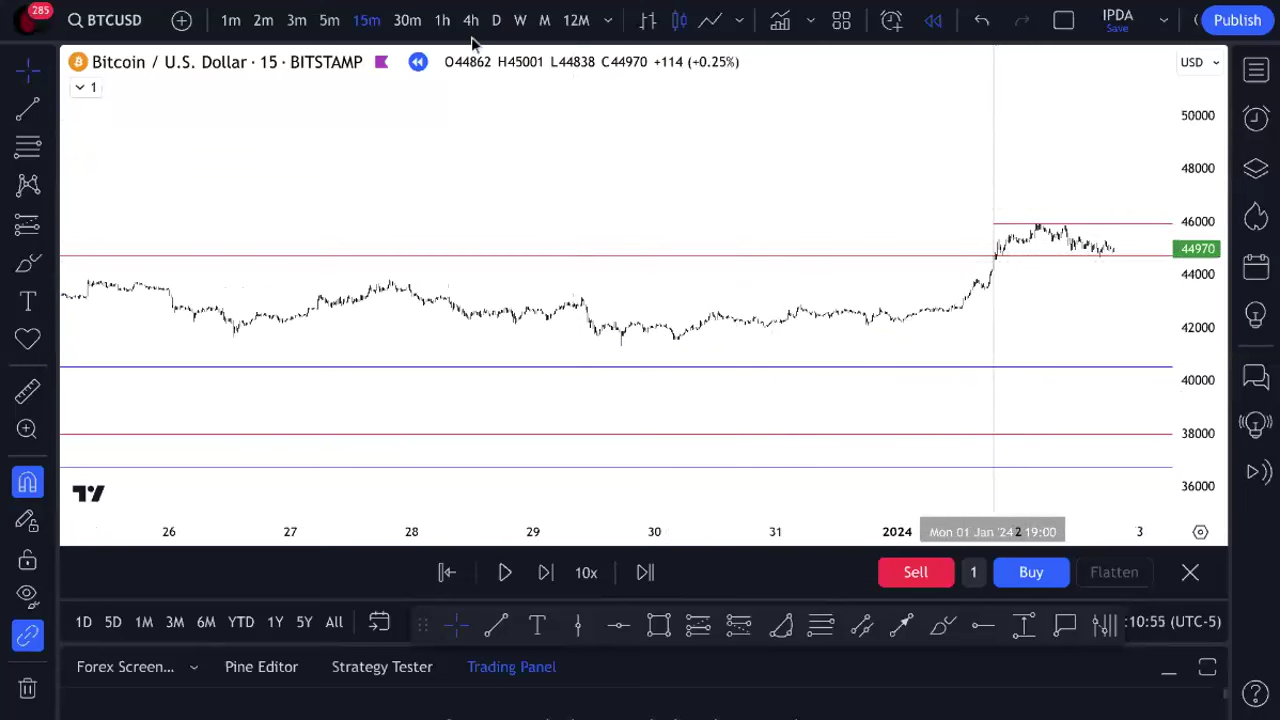 285
BTCUSD 1m 2m 3m 5m 15m 30m 1h 4h D W M 12M IPDA Save Publish
Bitcoin / U.S. Dollar · 15 · BITSTAMP O44862 H45001 L44838 C44970 +114 (+0.25%) USD
1
50000
48000
46000
44970
44000
42000
40000
38000
36000
26 27 28 29 30 31 2024 Mon 01 Jan '24 2 19:00 3
10x Sell 1 Buy Flatten
1D 5D 1M 3M 6M YTD 1Y 5Y All :10:55 (UTC-5)
Forex Screen... Pine Editor Strategy Tester Trading Panel